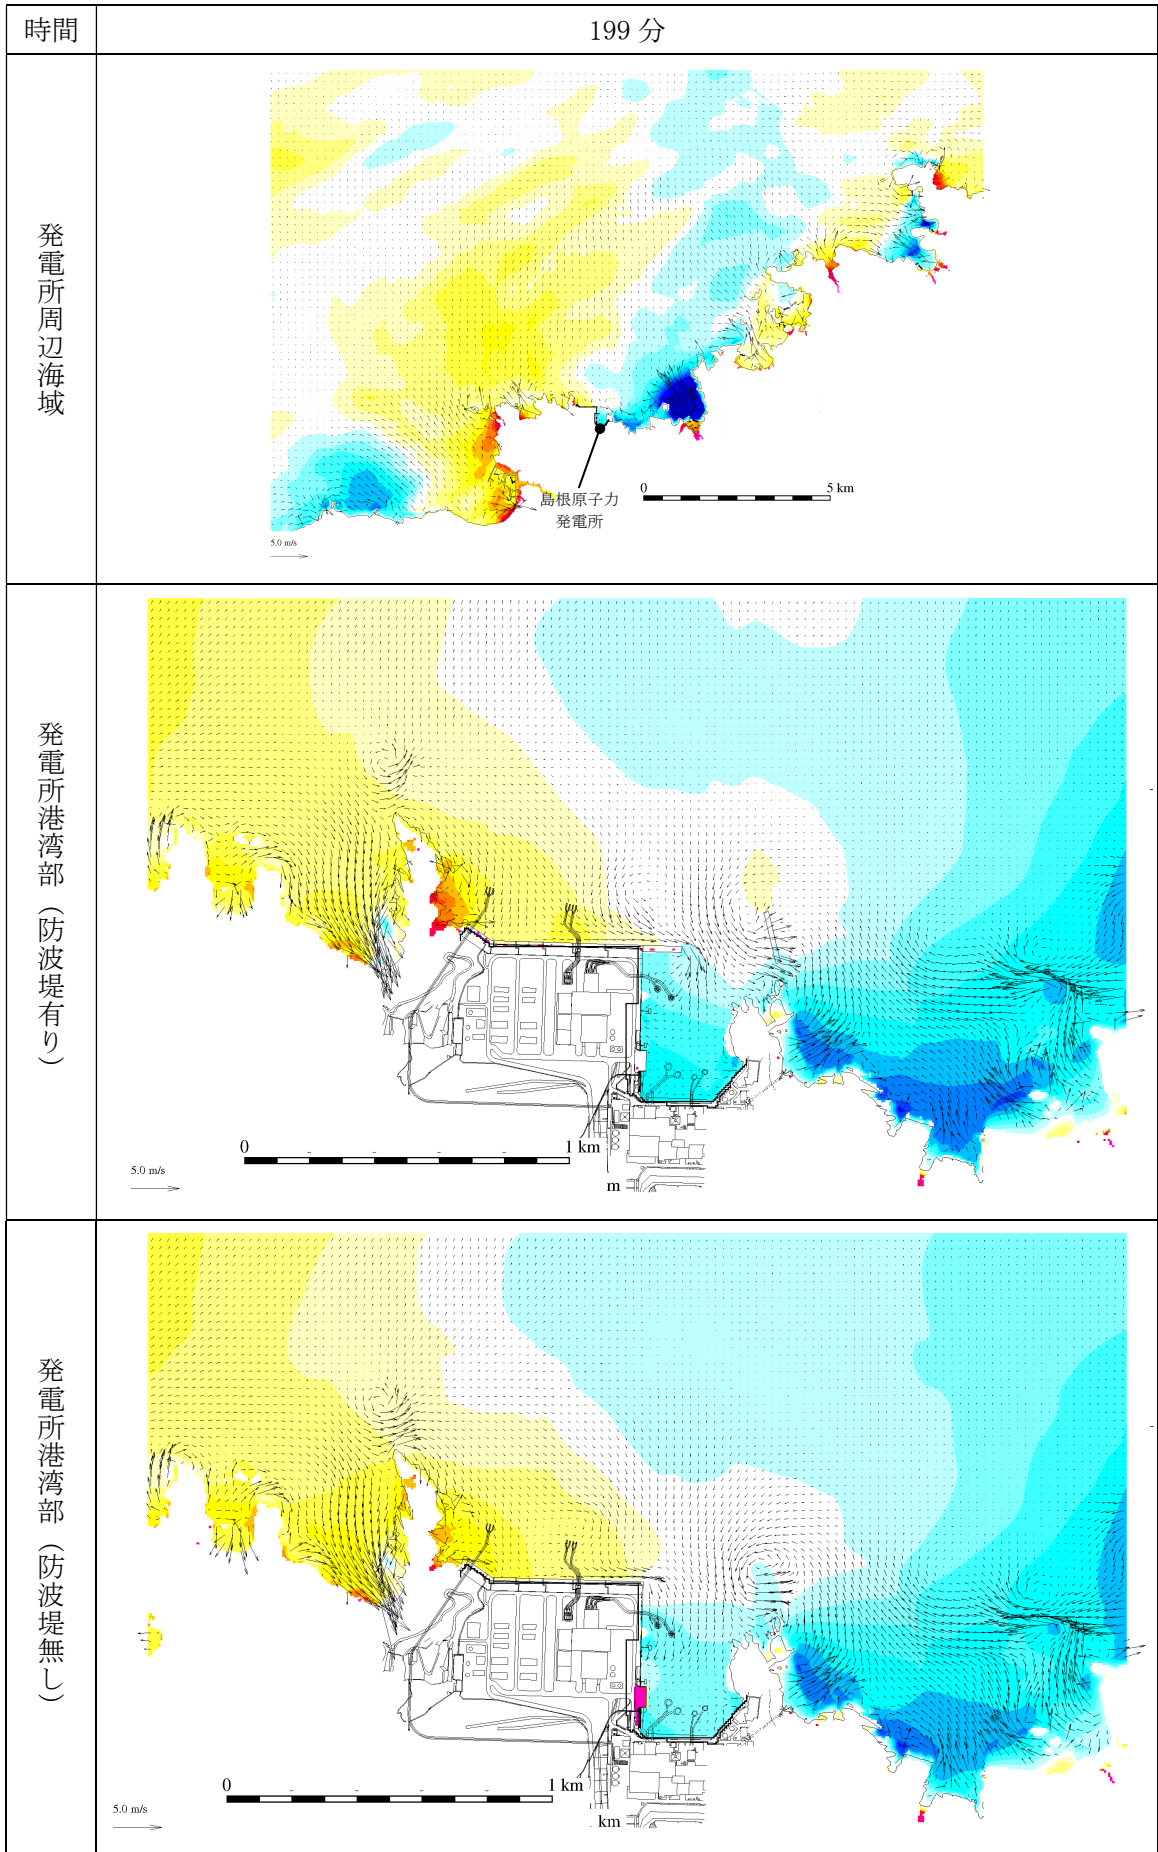 時間
199 分
発電所周辺海域
島根原子力
発電所
0
5 km
5.0 m/s
発電所港湾部（防波堤有り）
0
1 km
5.0 m/s
m
発電所港湾部（防波堤無し）
0
1 km
5.0 m/s
km